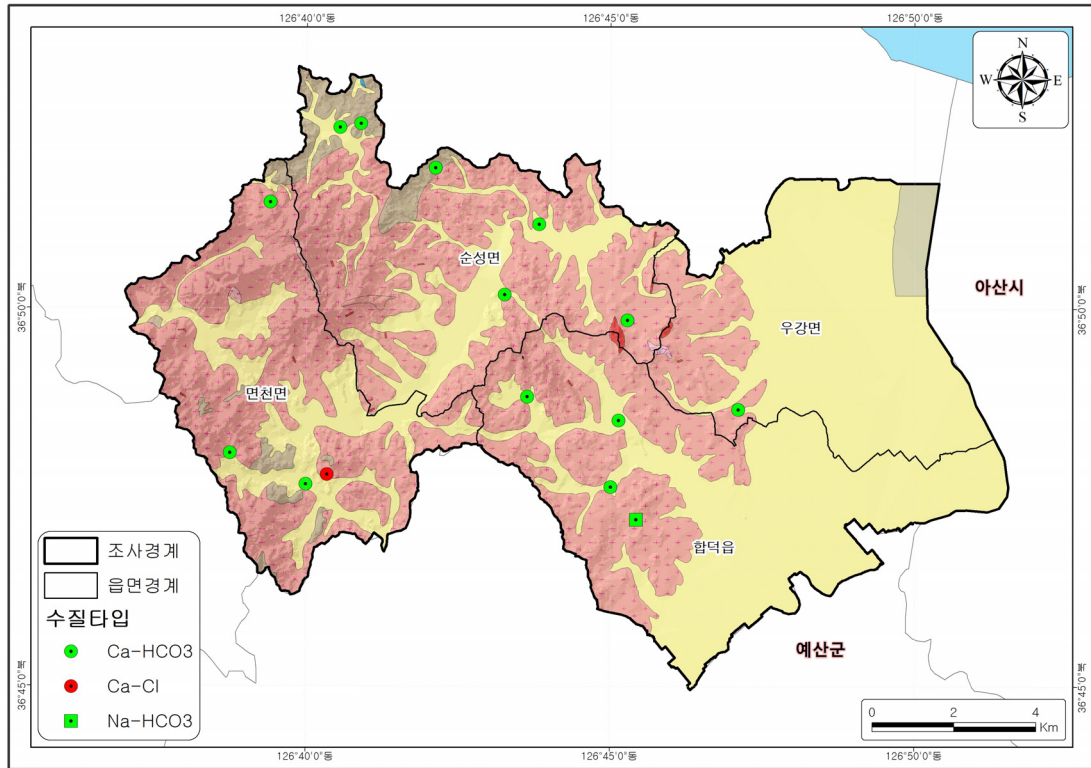 126°40'0"동
126°45'0"동
126°50'0"동
N
W
E
S
순성면
36°50'0"북
36°50'0"북
아산시
우강면
면천면
합덕읍
조사경계
읍면경계
수질타입
Ca-HCO3
Ca-Cl
Na-HCO3
예산군
36°45'0"북
36°45'0"북
0 2 4
Km
126°40'0"동
126°45'0"동
126°50'0"동